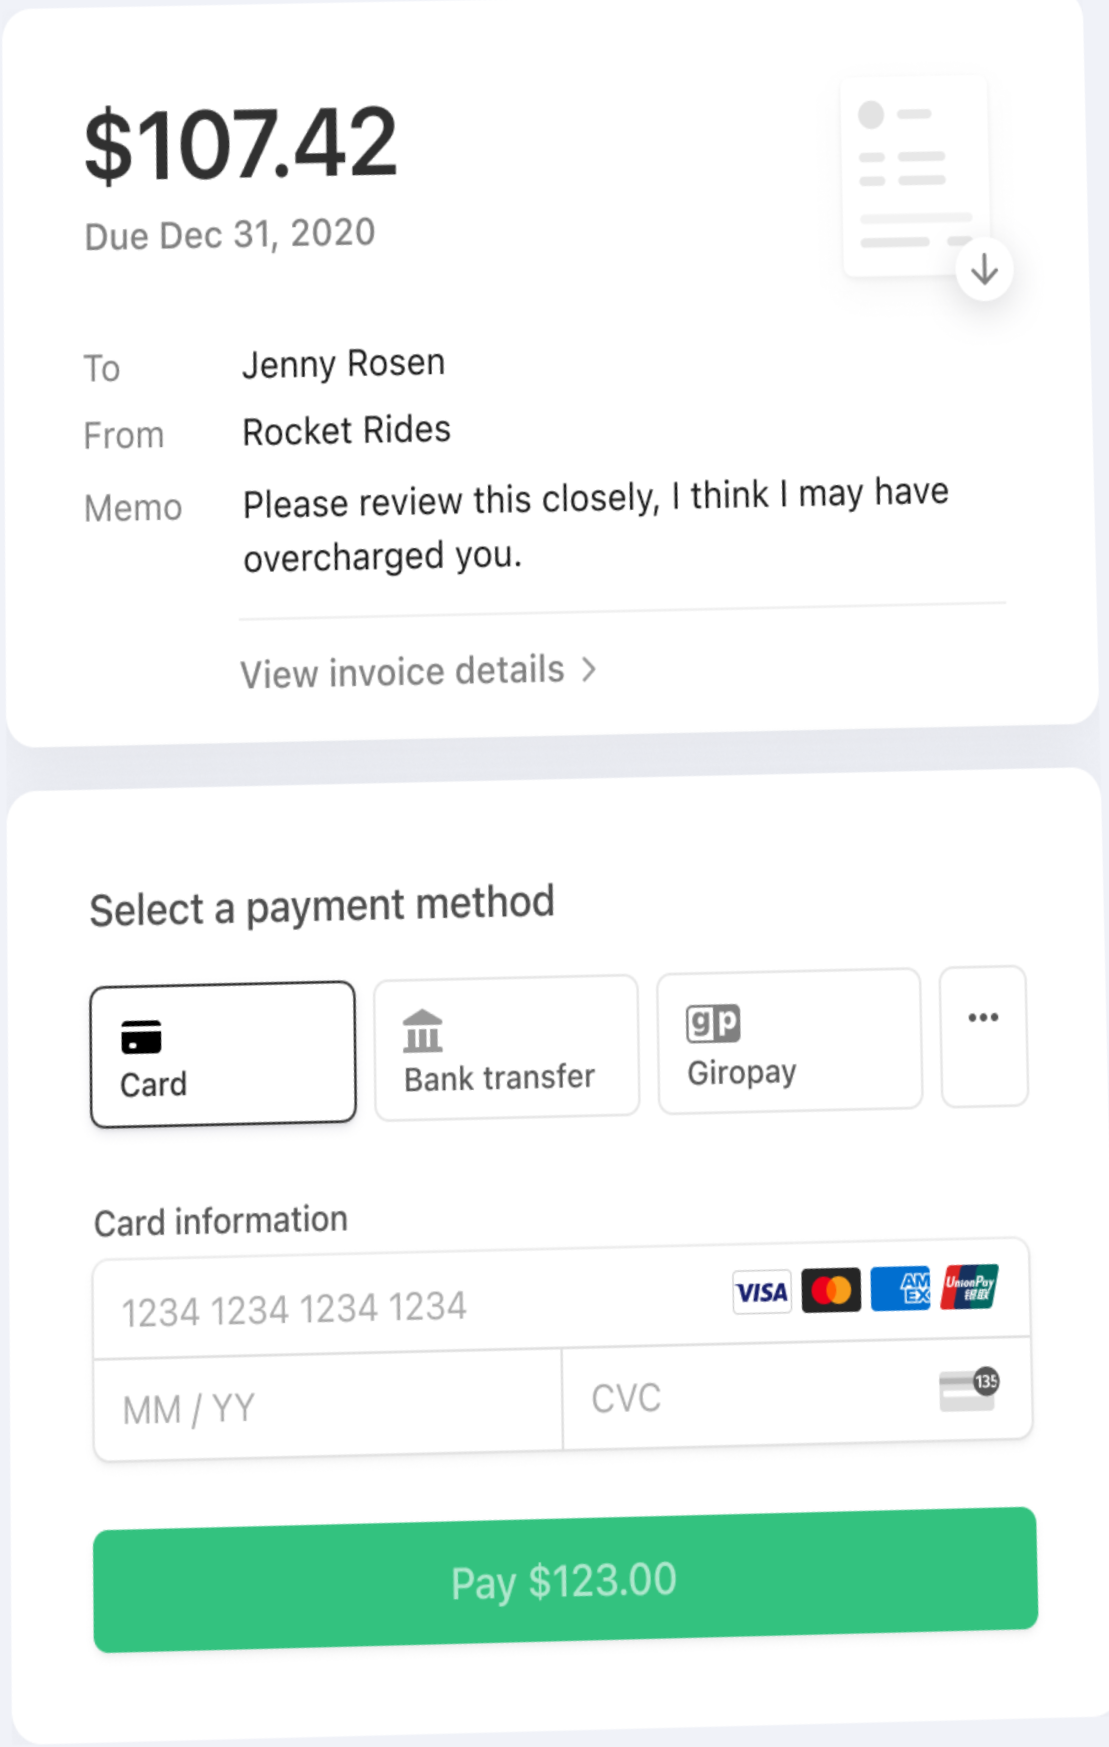 $107.42
Due Dec 31, 2020
To Jenny Rosen
From Rocket Rides
Memo Please review this closely, I think I may have
overcharged you.
View invoice details
Select a payment method
gp
Card Bank transfer Giropay
Card information
1234 1234 1234 1234 VISA AM EX UnionPay 银联
MM / YY CVC 135
Pay $123.00